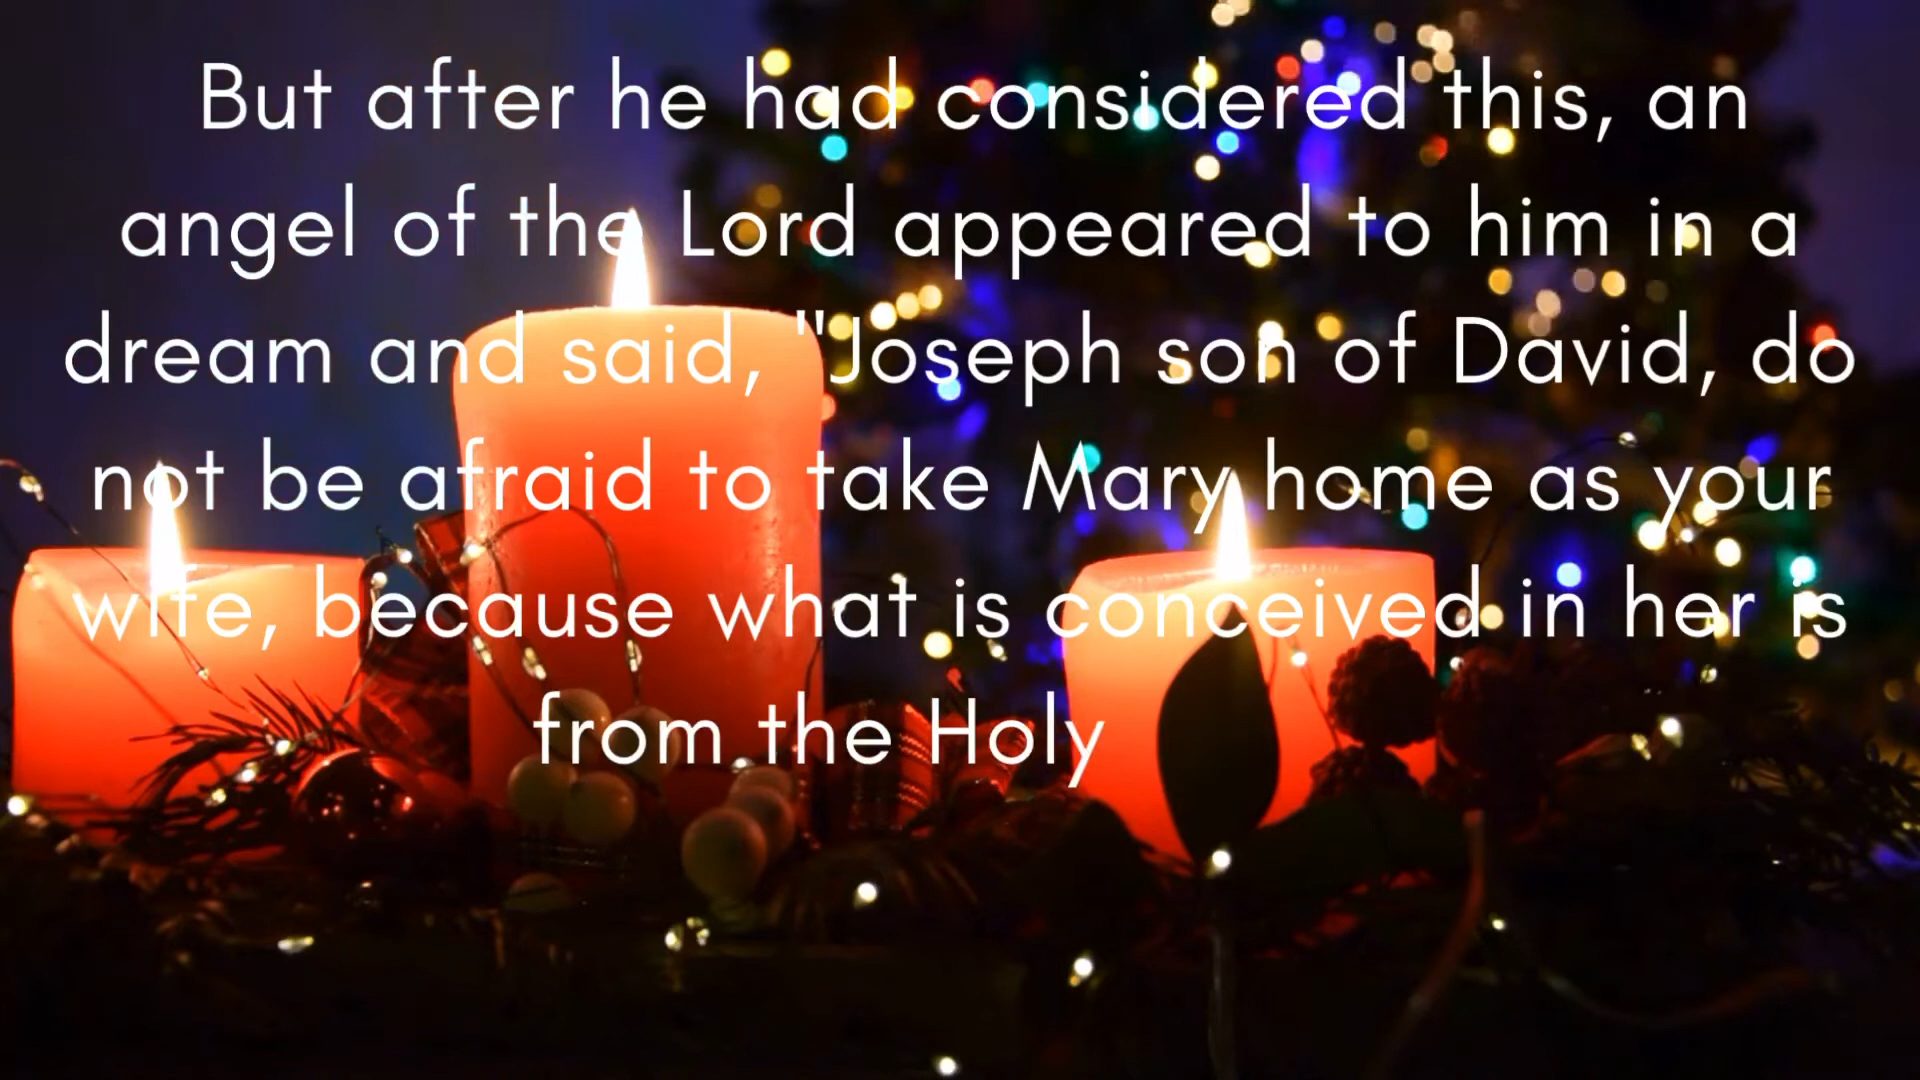 But after he had considered this, an
angel of the Lord appeared to him in a
dream and said, "Joseph son of David, do
not be afraid to take Mary home as your
wife, because what is conceived in her is
from the Holy